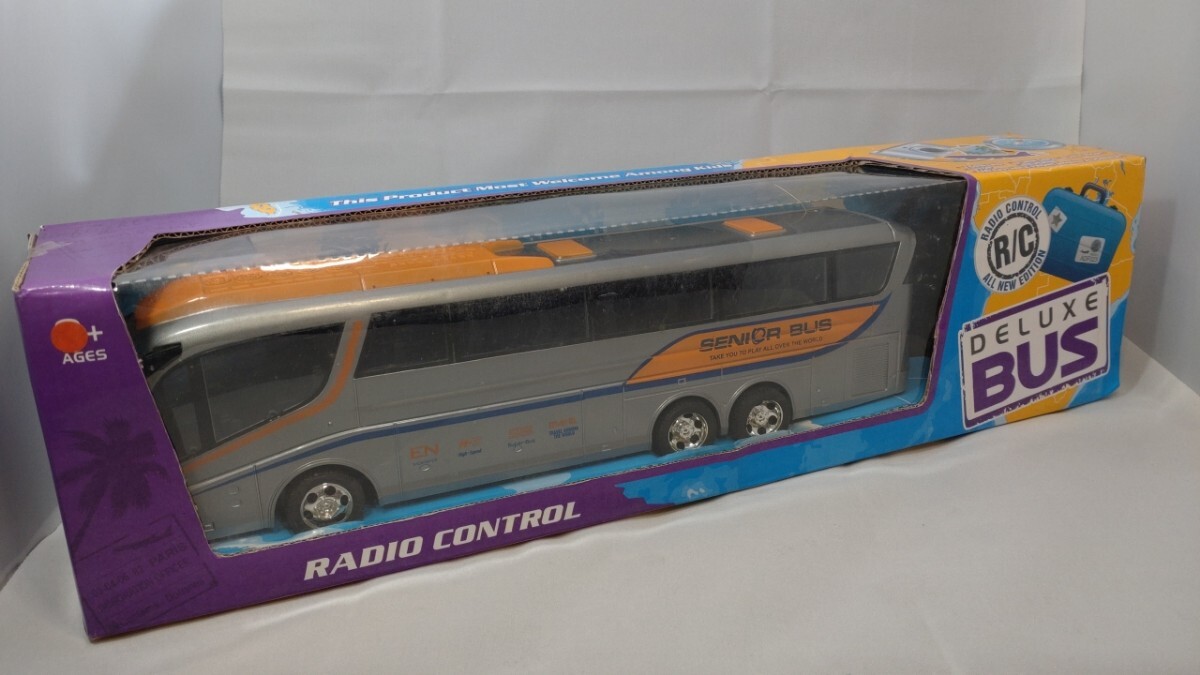 This Product Most Welcome Among Kids
+
AGES
RADIO CONTROL
R/C
ALL NEW EDITION
DELUXE
BUS
SENIOR BUS
TAKE YOU TO PLAY ALL OVER THE WORLD
EN
RADIO CONTROL